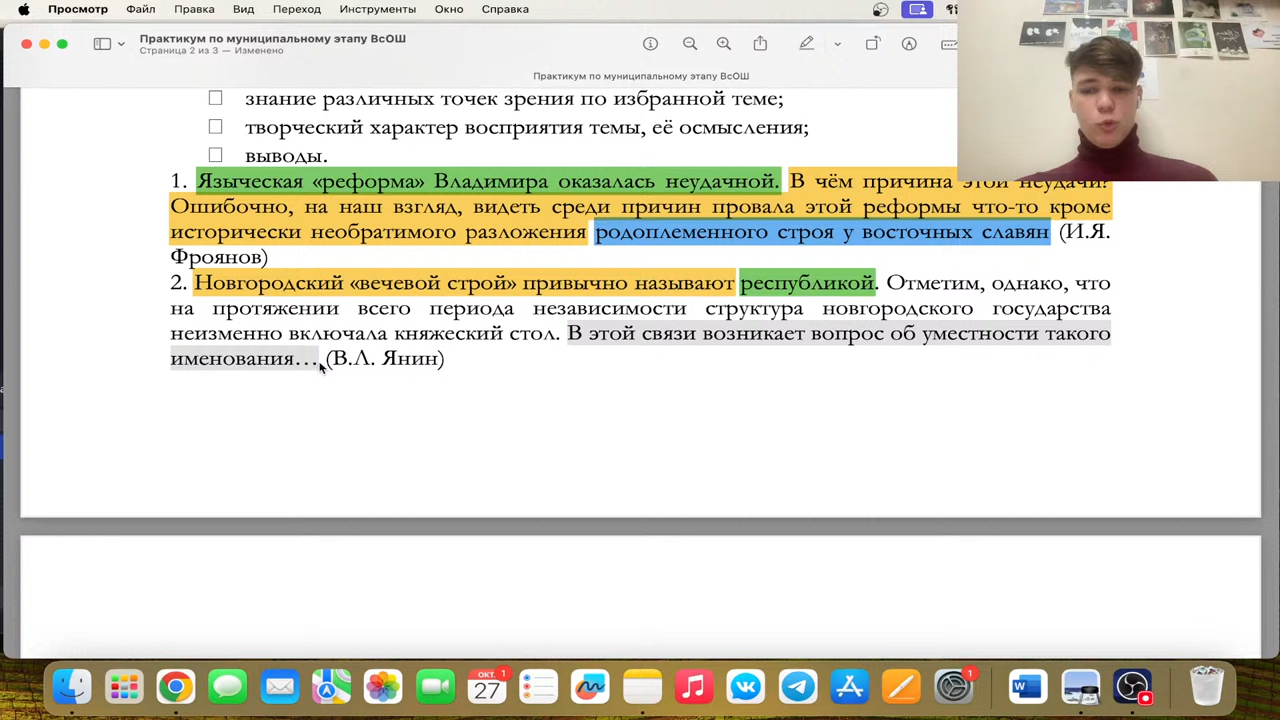 Просмотр Файл Правка Вид Переход Инструменты Окно Справка
Практикум по муниципальному этапу ВсОШ
Страница 2 из 3 — Изменено
Практикум по муниципальному этапу ВсОШ
☐ знание различных точек зрения по избранной теме;
☐ творческий характер восприятия темы, её осмысления;
☐ выводы.
1. Языческая «реформа» Владимира оказалась неудачной. В чём причина этой неудачи?
Ошибочно, на наш взгляд, видеть среди причин провала этой реформы что-то кроме
исторически необратимого разложения родоплеменного строя у восточных славян (И.Я.
Фроянов)
2. Новгородский «вечевой строй» привычно называют республикой. Отметим, однако, что
на протяжении всего периода независимости структура новгородского государства
неизменно включала княжеский стол. В этой связи возникает вопрос об уместности такого
именования… (В.Л. Янин)
ОКТ. 1
27
1
W